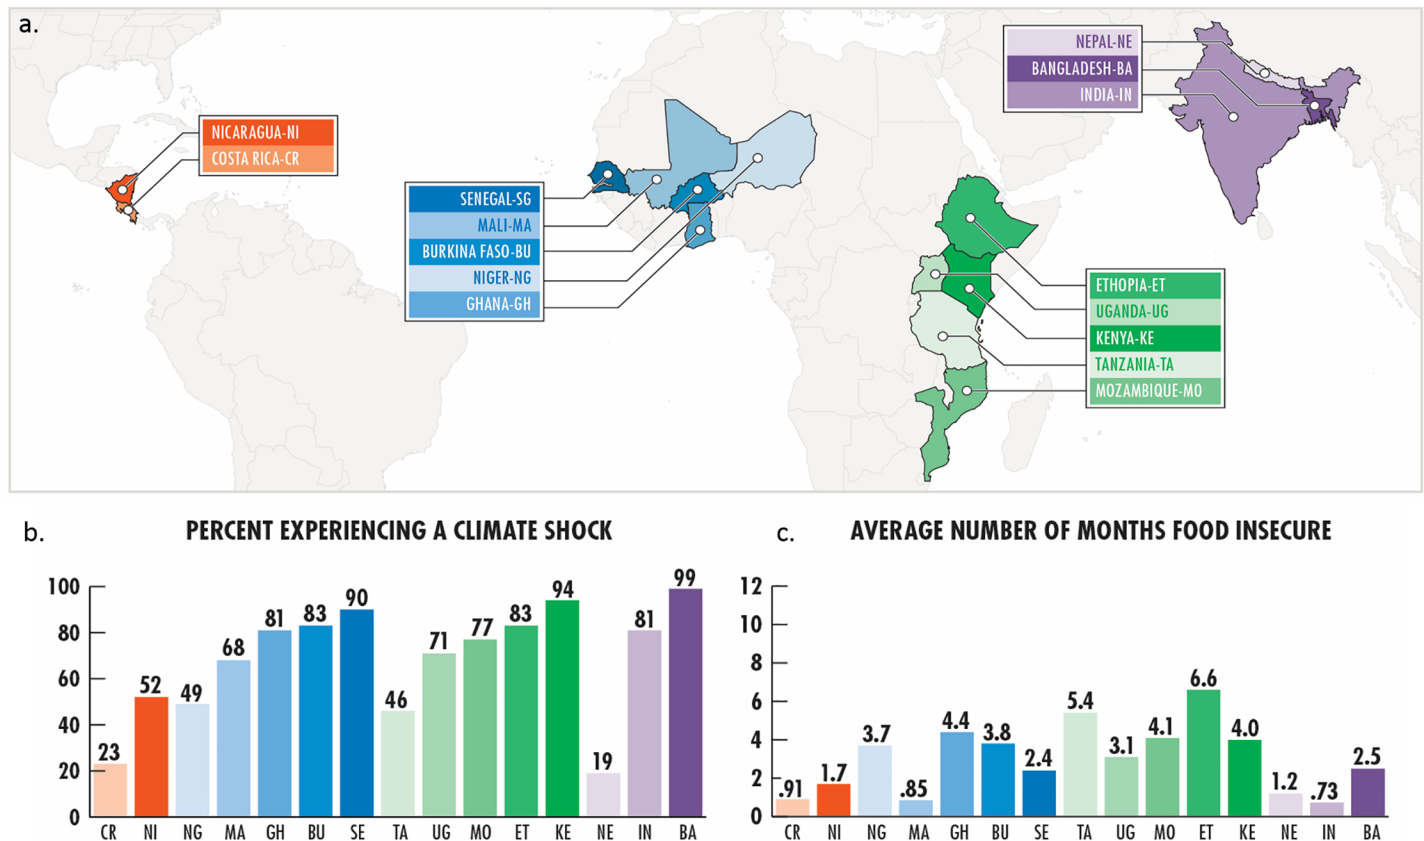 a.
NICARAGUA-NI
COSTA RICA-CR
SENEGAL-SG
MALI-MA
BURKINA FASO-BU
NIGER-NG
GHANA-GH
NEPAL-NE
BANGLADESH-BA
INDIA-IN
ETHOPIA-ET
UGANDA-UG
KENYA-KE
TANZANIA-TA
MOZAMBIQUE-MO
b.
PERCENT EXPERIENCING A CLIMATE SHOCK
100
80
60
40
20
0
23 52 49 68 81 83 90 46 71 77 83 94 19 81 99
CR NI NG MA GH BU SE TA UG MO ET KE NE IN BA
c.
AVERAGE NUMBER OF MONTHS FOOD INSECURE
12
10
8
6
4
2
0
.91 1.7 3.7 .85 4.4 3.8 2.4 5.4 3.1 4.1 6.6 4.0 1.2 .73 2.5
CR NI NG MA GH BU SE TA UG MO ET KE NE IN BA